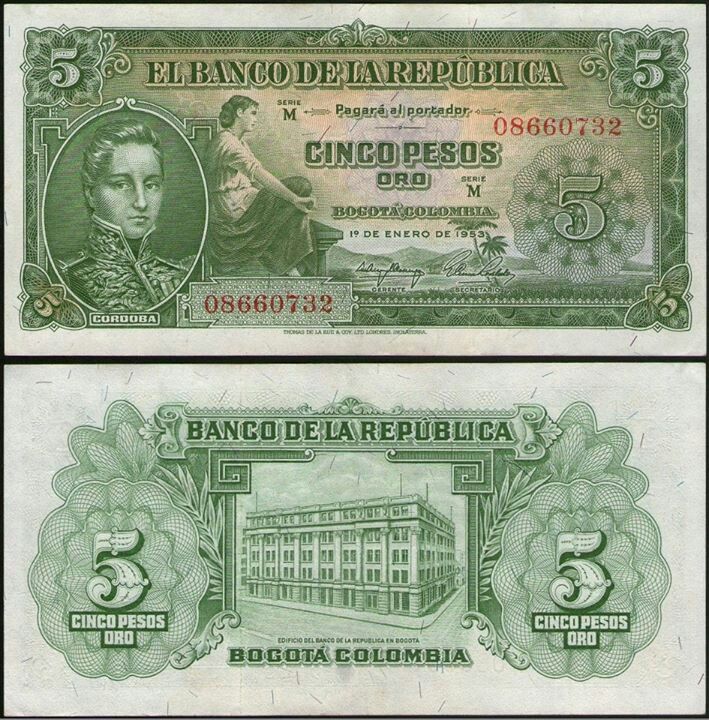 5 5
EL BANCO DE LA REPÚBLICA
SERIE
M
Pagará al portador
08660732
CINCO PESOS
ORO
SERIE
M
5
BOGOTÁ, COLOMBIA.
1º DE ENERO DE 1953
GERENTE SECRETARIO
08660732
5 5
CORDOBA
THOMAS DE LA RUE & COY. LTD LONDRES, INGLATERRA.
BANCO DE LA REPÚBLICA
5 5
CINCO PESOS CINCO PESOS
ORO ORO
EDIFICIO DEL BANCO DE LA REPUBLICA EN BOGOTÁ
BOGOTÁ COLOMBIA